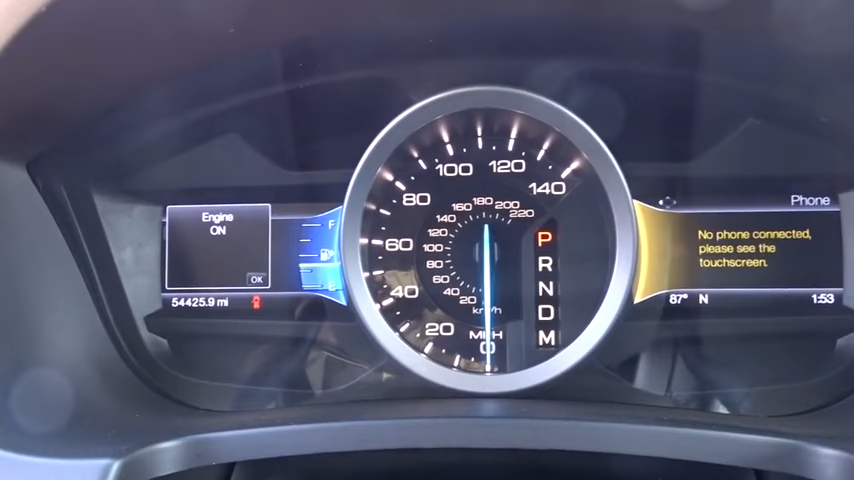 Engine
ON
OK
54425.9 mi
F
E
20
40
60
80
100
120
140
20
40
60
80
100
120
140
160
180
200
220
km/h
MPH
0
P
R
N
D
M
Phone
No phone connected,
please see the
touchscreen.
87° N
1:53